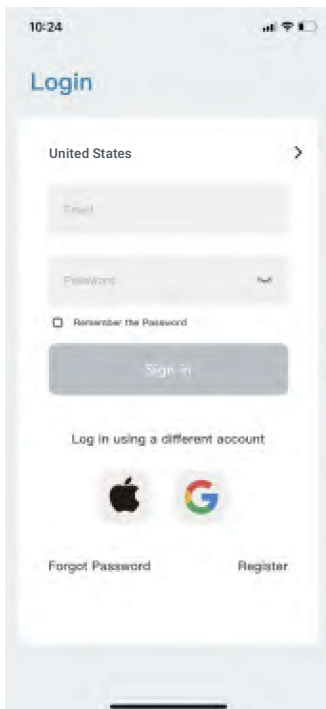 10:24
Login
United States
Email
Password
Remember the Password
Sign in
Log in using a different account
Forgot Password
Register